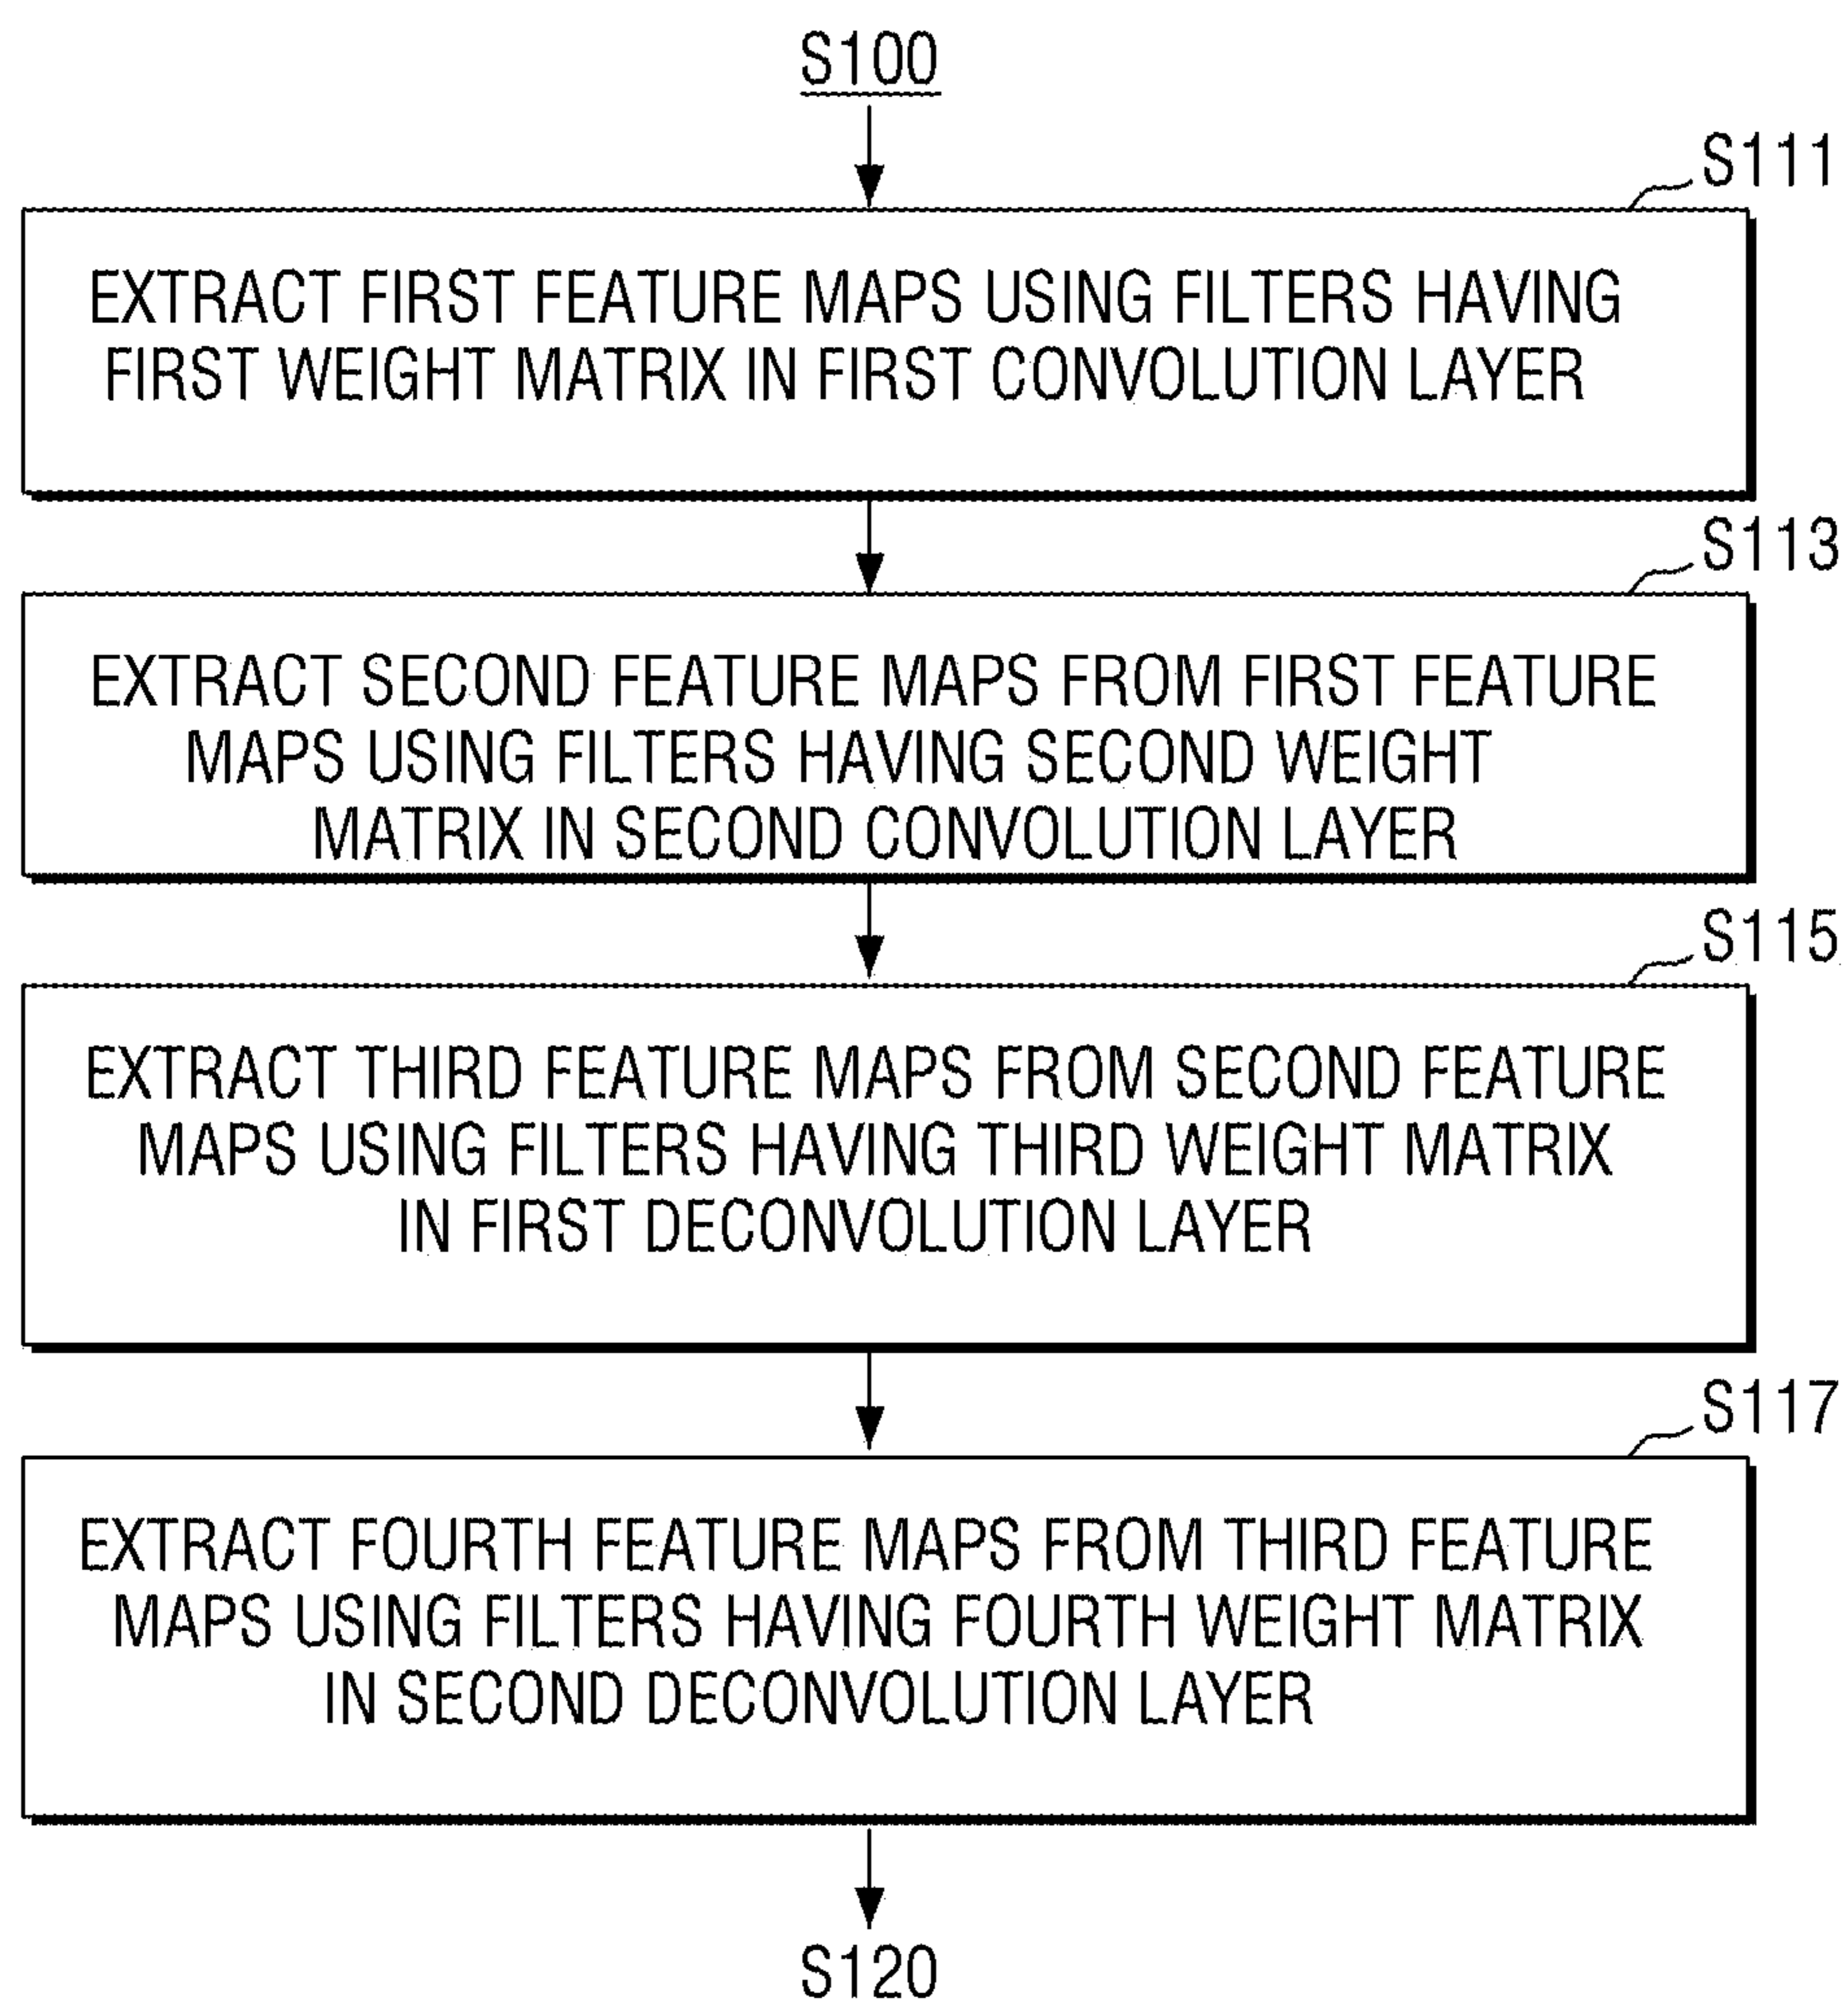 S100
S111
EXTRACT FIRST FEATURE MAPS USING FILTERS HAVING
FIRST WEIGHT MATRIX IN FIRST CONVOLUTION LAYER
S113
EXTRACT SECOND FEATURE MAPS FROM FIRST FEATURE
MAPS USING FILTERS HAVING SECOND WEIGHT
MATRIX IN SECOND CONVOLUTION LAYER
S115
EXTRACT THIRD FEATURE MAPS FROM SECOND FEATURE
MAPS USING FILTERS HAVING THIRD WEIGHT MATRIX
IN FIRST DECONVOLUTION LAYER
S117
EXTRACT FOURTH FEATURE MAPS FROM THIRD FEATURE
MAPS USING FILTERS HAVING FOURTH WEIGHT MATRIX
IN SECOND DECONVOLUTION LAYER
S120